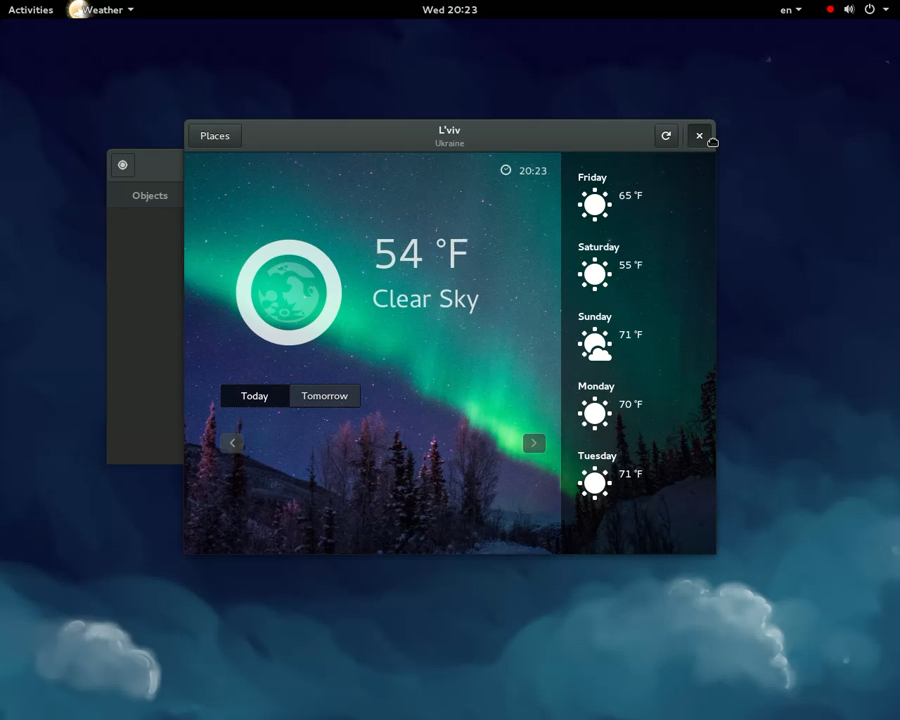 Activities Weather Wed 20:23 en
Places L'viv
Ukraine
Objects
20:23
54 °F
Clear Sky
Today Tomorrow
Friday
65 °F
Saturday
55 °F
Sunday
71 °F
Monday
70 °F
Tuesday
71 °F